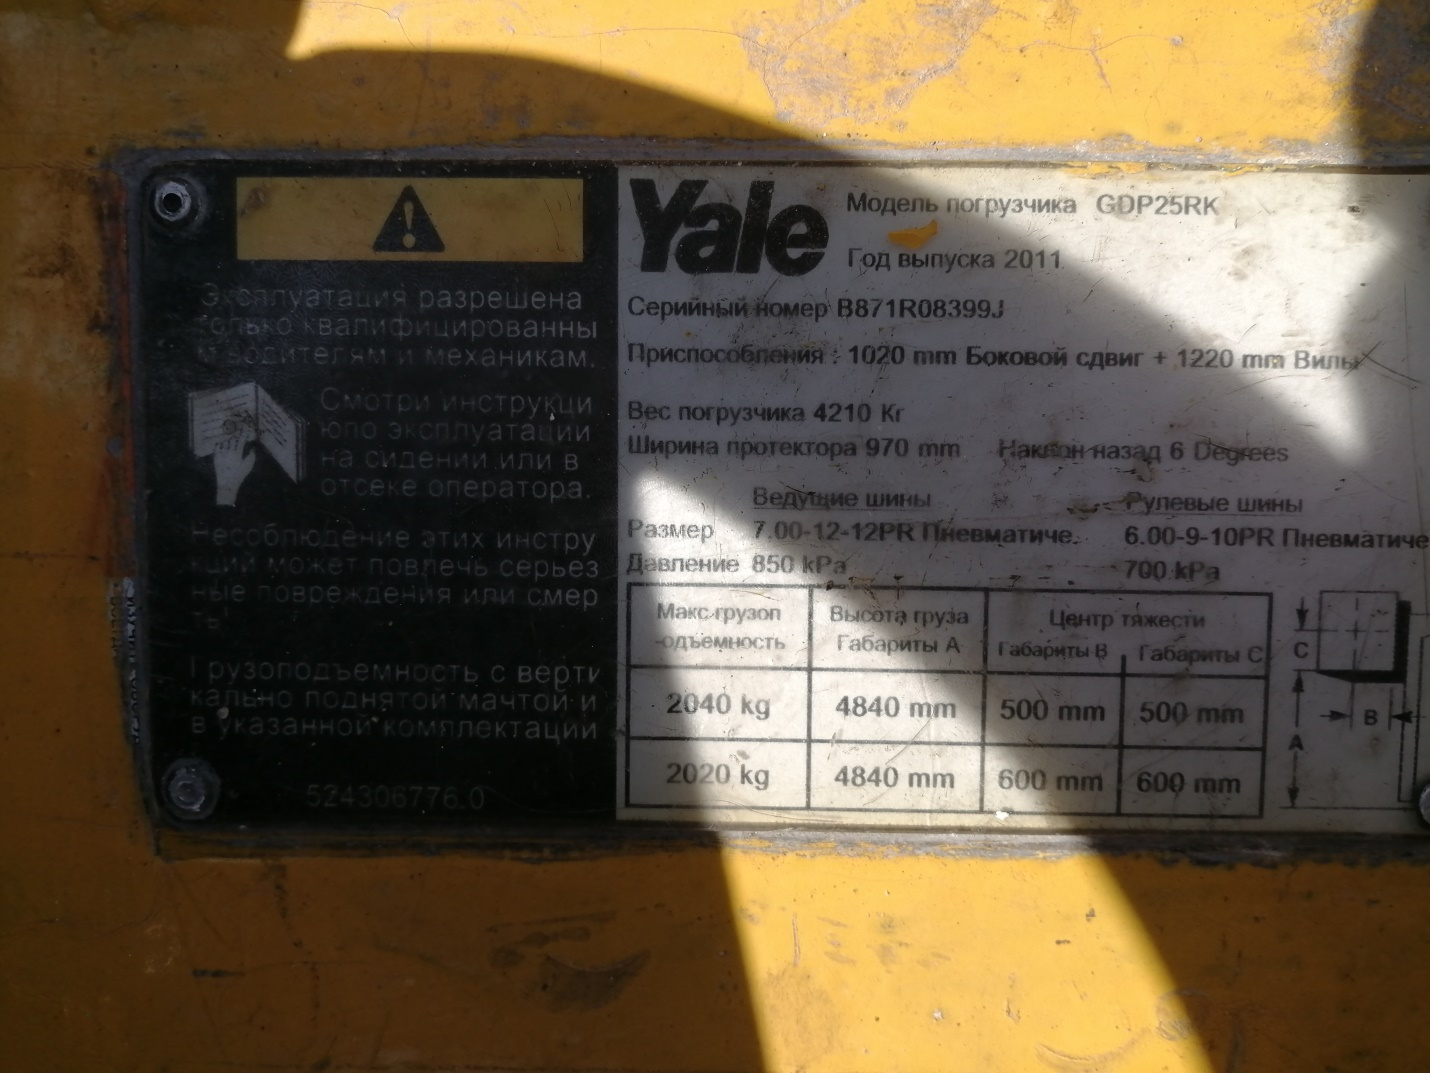 Эксплуатация разрешена
только квалифицированны
м водителям и механикам.
Смотри инструкци
юпо эксплуатации
на сидении или в
отсеке оператора.
Несоблюдение этих инстру
кций может повлечь серьез
ные повреждения или смер
ть!
Грузоподъемность с верти
кально поднятой мачтой и
в указанной комплектации
524306776.0
Yale
Модель погрузчика GDP25RK
Год выпуска 2011
Серийный номер B871R08399J
Приспособления : 1020 mm Боковой сдвиг + 1220 mm Вилы
Вес погрузчика 4210 Кг
Ширина протектора 970 mm Наклон назад 6 Degrees
Ведущие шины Рулевые шины
Размер 7.00-12-12PR Пневматиче. 6.00-9-10PR Пневматиче
Давление 850 kPa 700 kPa
Макс.грузоп Высота груза Центр тяжести
-одъемность Габариты A Габариты B Габариты C
2040 kg 4840 mm 500 mm 500 mm
2020 kg 4840 mm 600 mm 600 mm
C
B
A